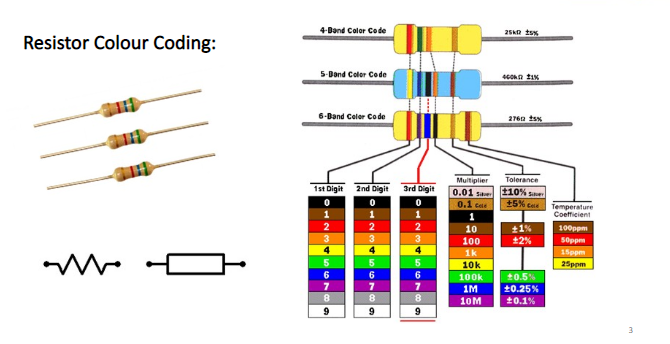 Resistor Colour Coding:
4-Band Color Code
25kΩ ±5%
5-Band Color Code
460kΩ ±1%
6-Band Color Code
276Ω ±5%
1st Digit 2nd Digit 3rd Digit Multiplier Tolerance Temperature Coefficient
0 0 0
1 1 1
2 2 2
3 3 3
4 4 4
5 5 5
6 6 6
7 7 7
8 8 8
9 9 9
0.01 Silver
0.1 Gold
1
10
100
1k
10k
100k
1M
10M
±10% Silver
±5% Gold
±1%
±2%
±0.5%
±0.25%
±0.1%
100ppm
50ppm
15ppm
25ppm
3